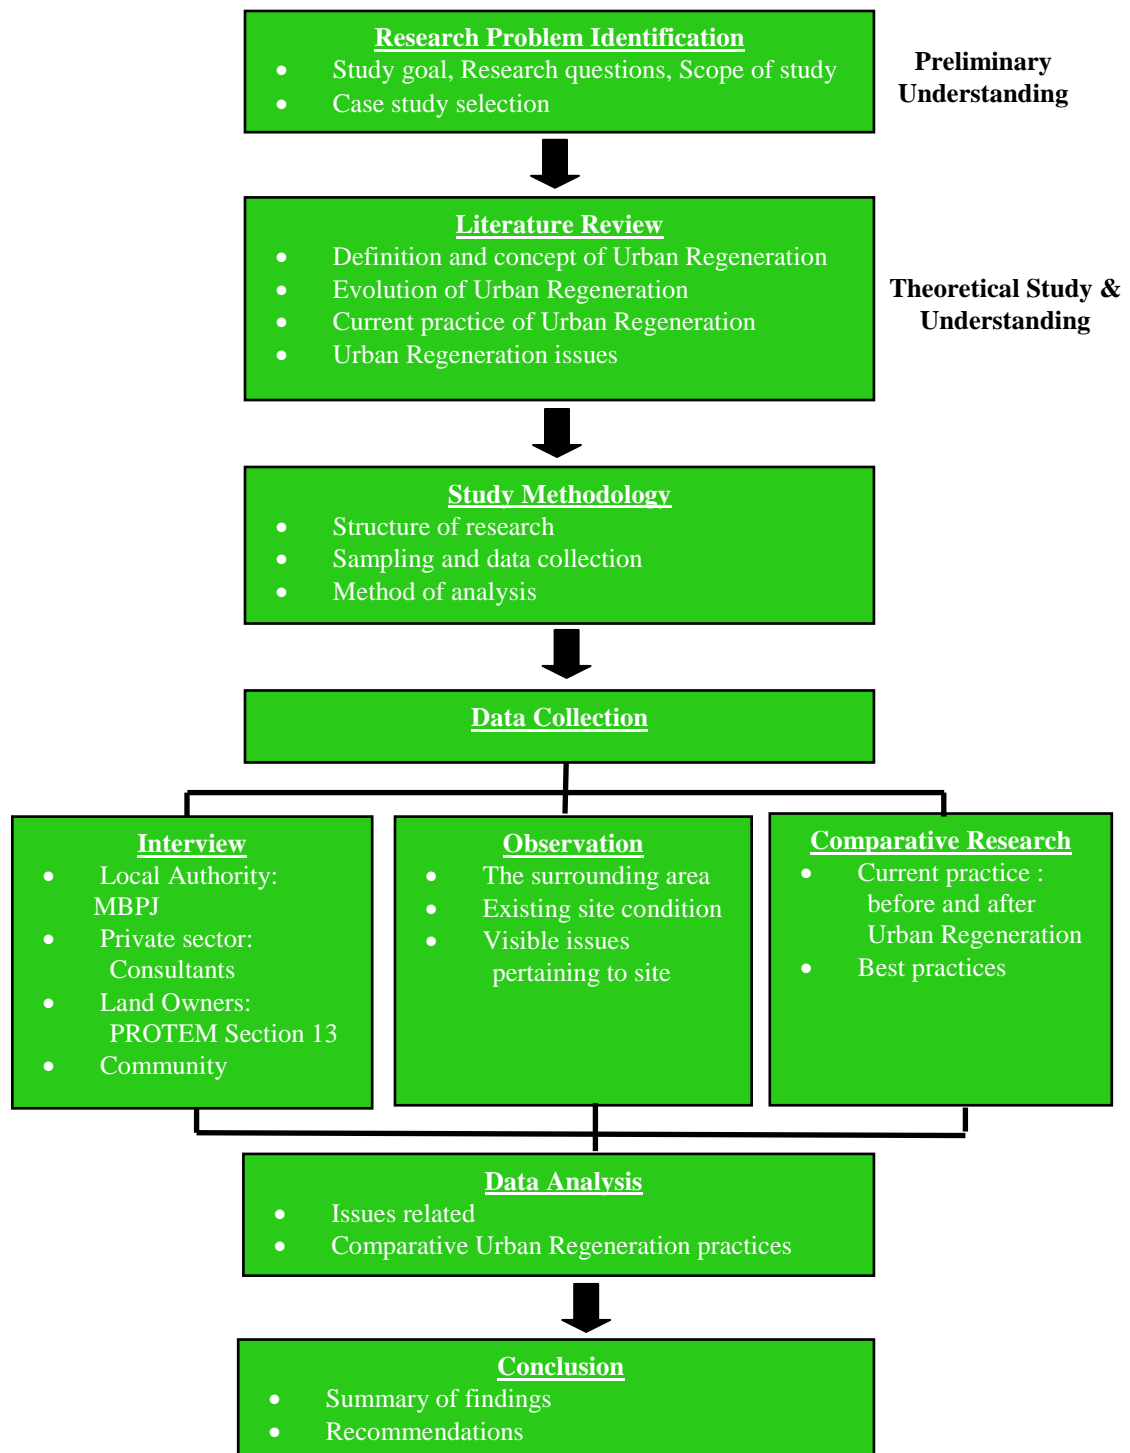 Research Problem Identification
• Study goal, Research questions, Scope of study
• Case study selection
Preliminary
Understanding
Literature Review
• Definition and concept of Urban Regeneration
• Evolution of Urban Regeneration
• Current practice of Urban Regeneration
• Urban Regeneration issues
Theoretical Study &
Understanding
Study Methodology
• Structure of research
• Sampling and data collection
• Method of analysis
Data Collection
Interview
• Local Authority:
MBPJ
• Private sector:
Consultants
• Land Owners:
PROTEM Section 13
• Community
Observation
• The surrounding area
• Existing site condition
• Visible issues
pertaining to site
Comparative Research
• Current practice :
before and after
Urban Regeneration
• Best practices
Data Analysis
• Issues related
• Comparative Urban Regeneration practices
Conclusion
• Summary of findings
• Recommendations